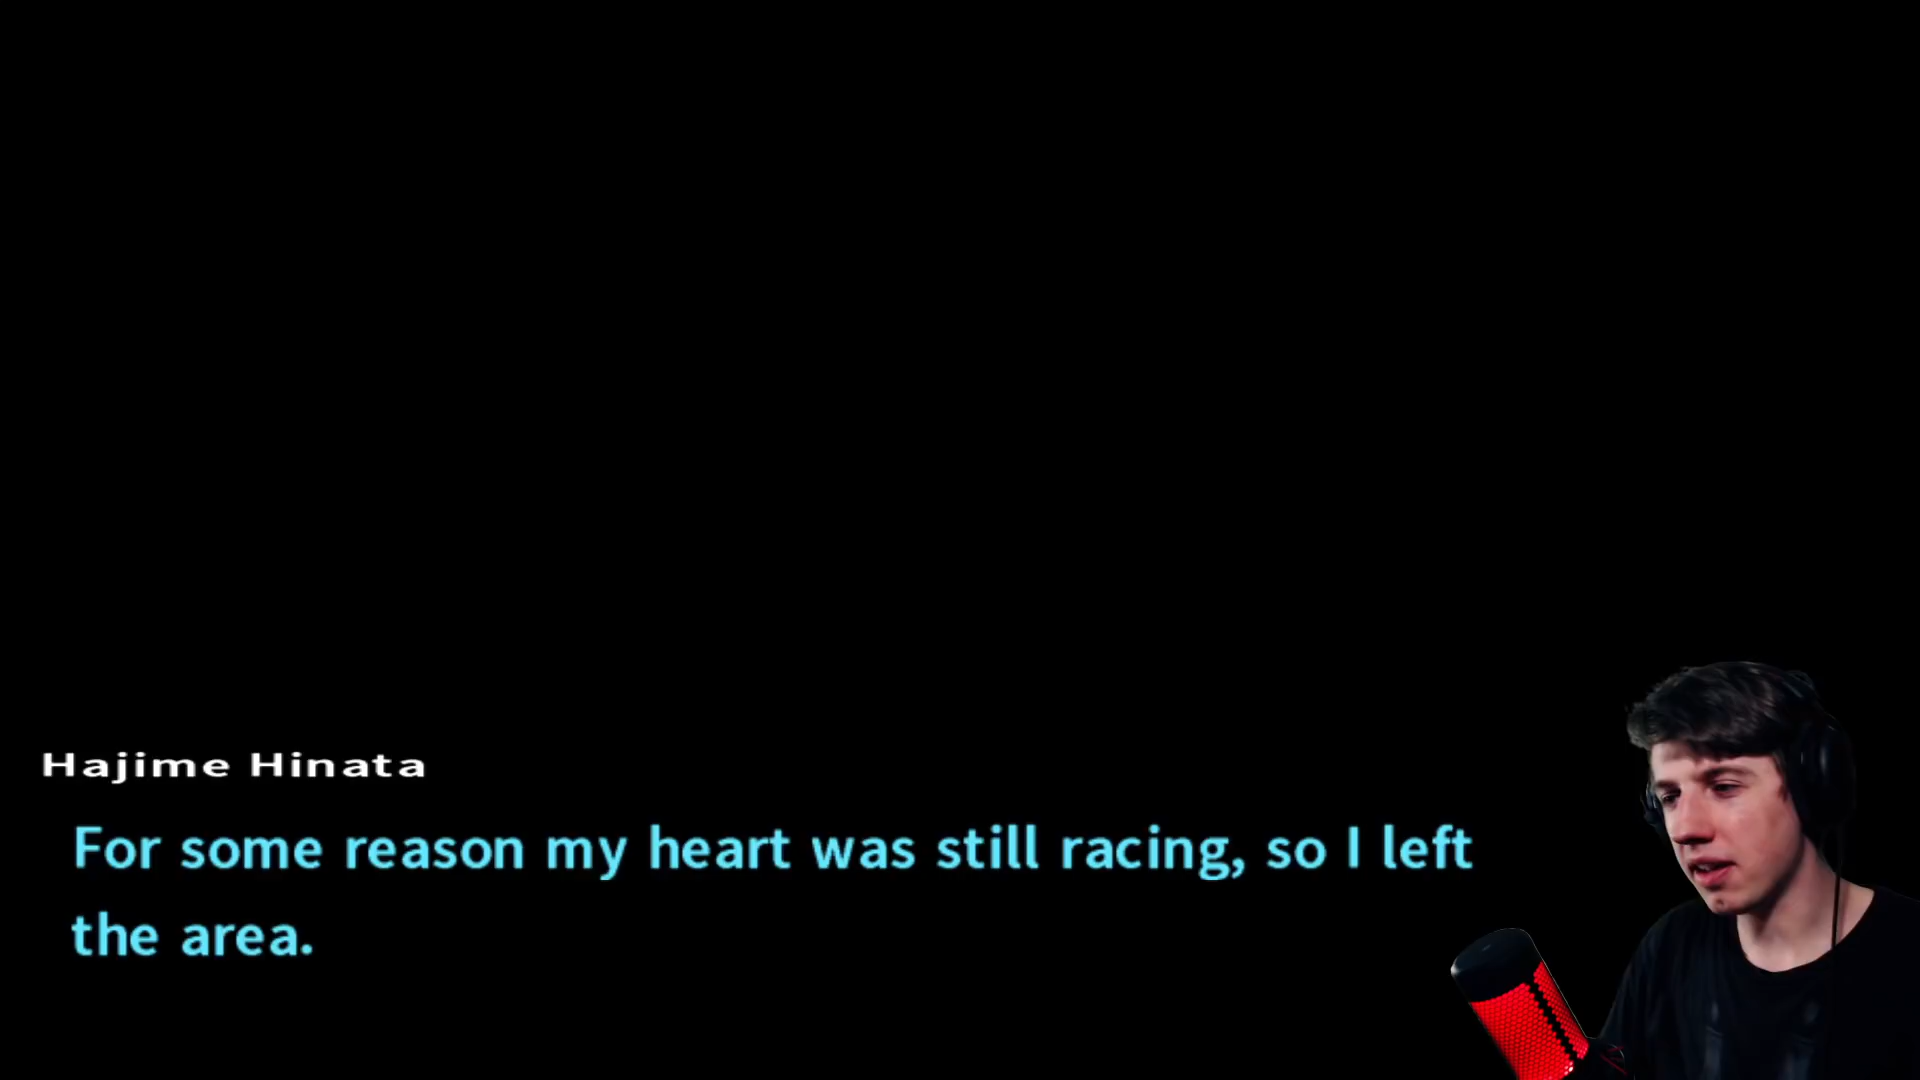 Hajime Hinata
For some reason my heart was still racing, so I left
the area.